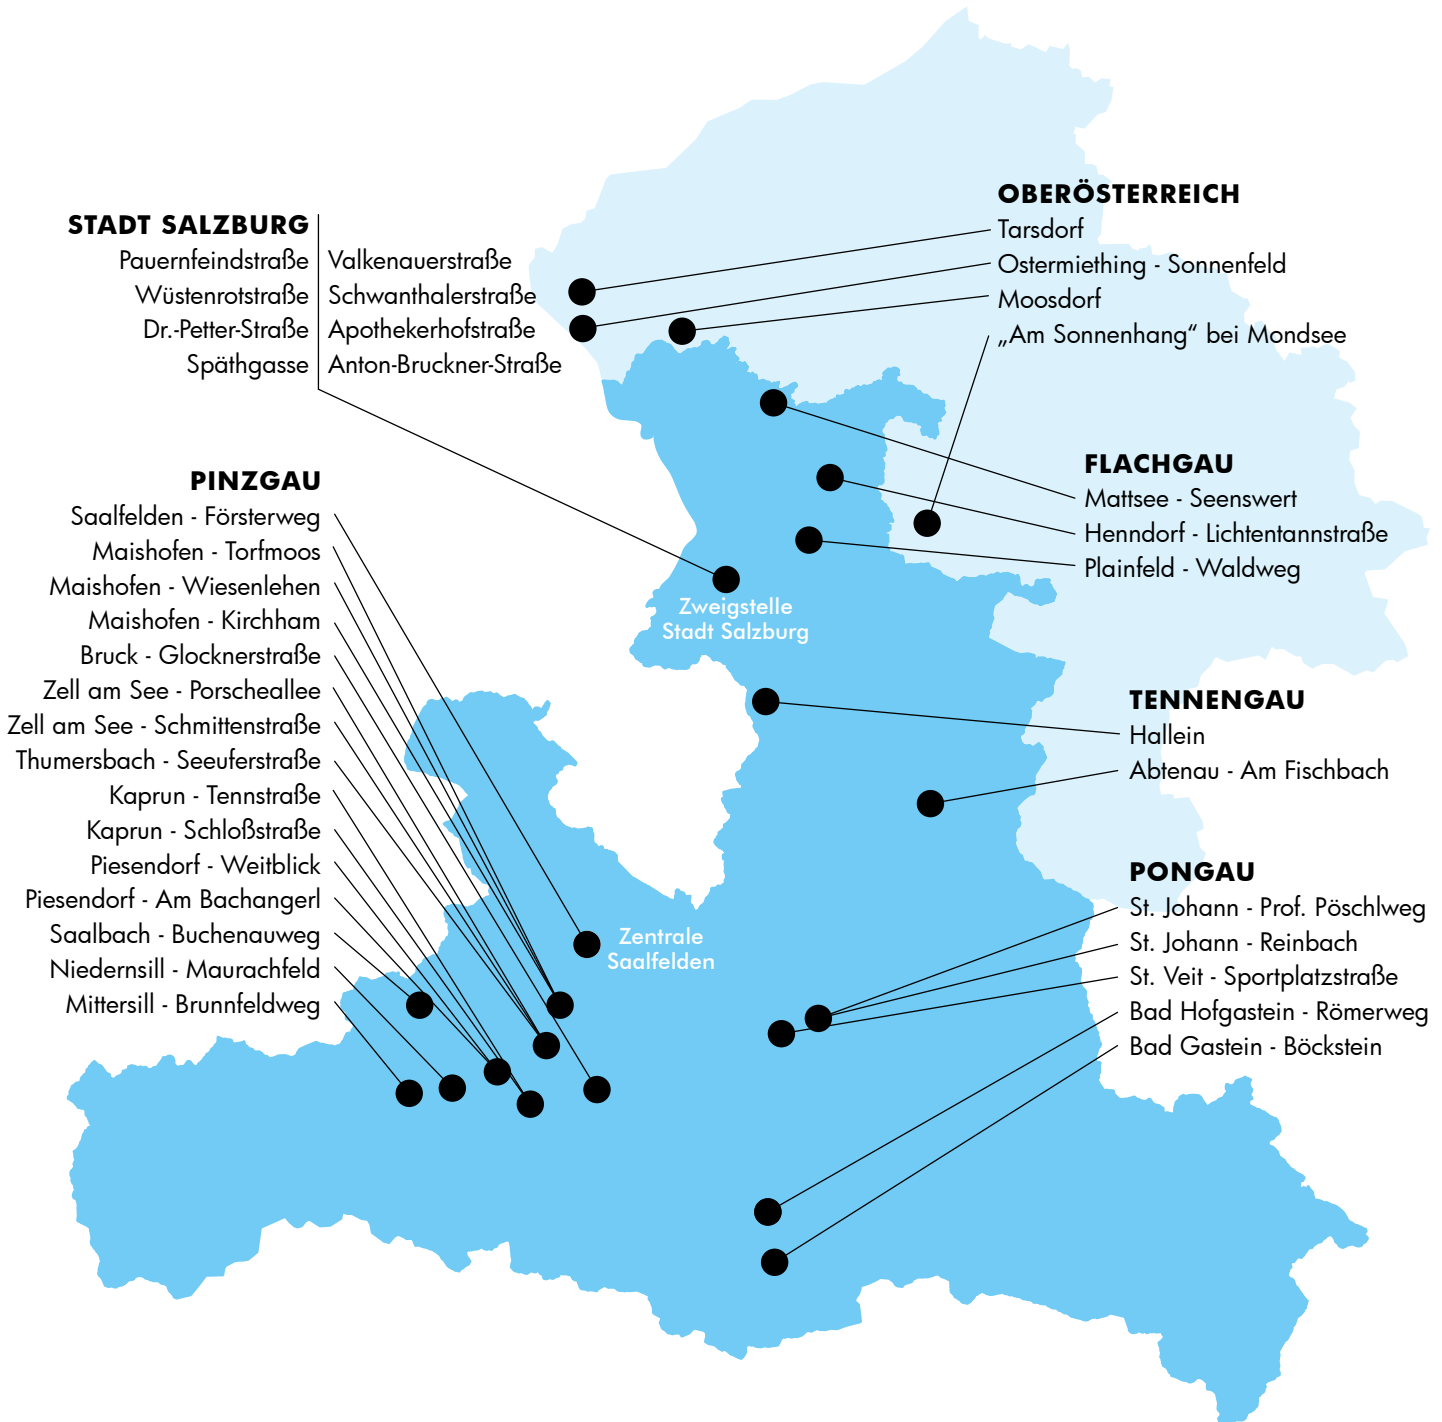 STADT SALZBURG
Pauernfeindstraße
Wüstenrotstraße
Dr.-Petter-Straße
Späthgasse
Valkenauerstraße
Schwanthalerstraße
Apothekerhofstraße
Anton-Bruckner-Straße
OBERÖSTERREICH
Tarsdorf
Ostermiething - Sonnenfeld
Moosdorf
„Am Sonnenhang“ bei Mondsee
FLACHGAU
Mattsee - Seenswert
Henndorf - Lichtentannstraße
Plainfeld - Waldweg
Zweigstelle
Stadt Salzburg
PINZGAU
Saalfelden - Försterweg
Maishofen - Torfmoos
Maishofen - Wiesenlehen
Maishofen - Kirchham
Bruck - Glocknerstraße
Zell am See - Porscheallee
Zell am See - Schmittenstraße
Thumersbach - Seeuferstraße
Kaprun - Tennstraße
Kaprun - Schloßstraße
Piesendorf - Weitblick
Piesendorf - Am Bachangerl
Saalbach - Buchenauweg
Niedernsill - Maurachfeld
Mittersill - Brunnfeldweg
Zentrale
Saalfelden
TENNENGAU
Hallein
Abtenau - Am Fischbach
PONGAU
St. Johann - Prof. Pöschlweg
St. Johann - Reinbach
St. Veit - Sportplatzstraße
Bad Hofgastein - Römerweg
Bad Gastein - Böckstein